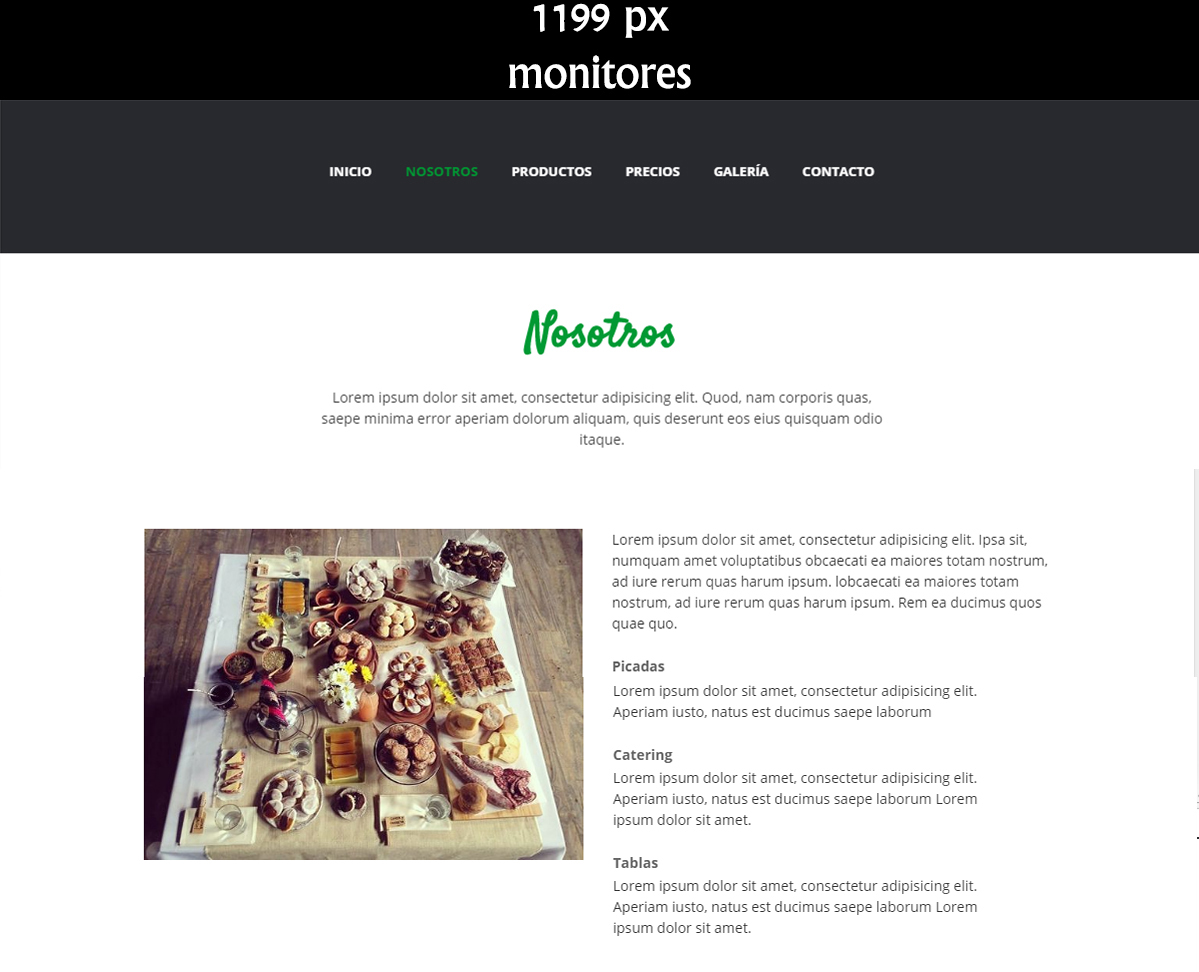 1199 px
monitores
INICIO NOSOTROS PRODUCTOS PRECIOS GALERÍA CONTACTO
Nosotros
Lorem ipsum dolor sit amet, consectetur adipisicing elit. Quod, nam corporis quas,
saepe minima error aperiam dolorum aliquam, quis deserunt eos eius quisquam odio
itaque.
Lorem ipsum dolor sit amet, consectetur adipisicing elit. Ipsa sit,
numquam amet voluptatibus obcaecati ea maiores totam nostrum,
ad iure rerum quas harum ipsum. lobcaecati ea maiores totam
nostrum, ad iure rerum quas harum ipsum. Rem ea ducimus quos
quae quo.
Picadas
Lorem ipsum dolor sit amet, consectetur adipisicing elit.
Aperiam iusto, natus est ducimus saepe laborum
Catering
Lorem ipsum dolor sit amet, consectetur adipisicing elit.
Aperiam iusto, natus est ducimus saepe laborum Lorem
ipsum dolor sit amet.
Tablas
Lorem ipsum dolor sit amet, consectetur adipisicing elit.
Aperiam iusto, natus est ducimus saepe laborum Lorem
ipsum dolor sit amet.